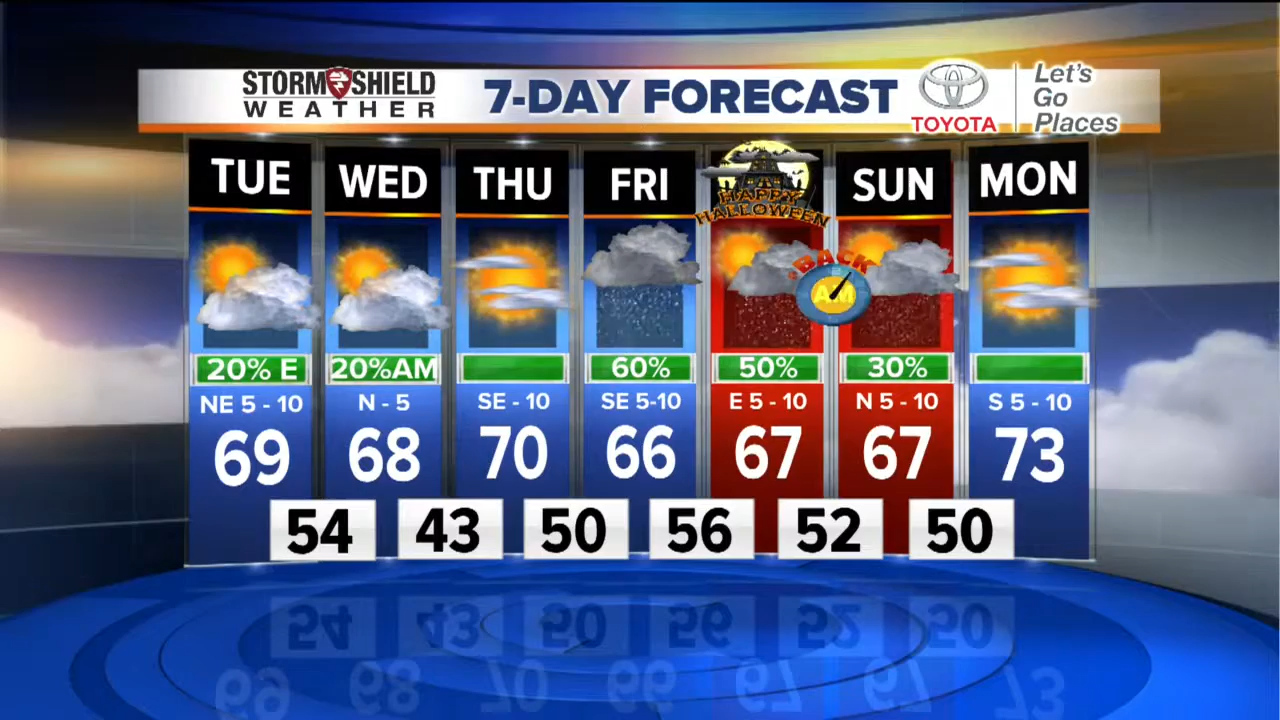 STORM SHIELD
WEATHER
7-DAY FORECAST
TOYOTA
Let's
Go
Places
TUE WED THU FRI HAPPY HALLOWEEN SUN MON
BACK
AM
20% E 20%AM 60% 50% 30%
NE 5 - 10 N - 5 SE - 10 SE 5-10 E 5 - 10 N 5 - 10 S 5 - 10
69 68 70 66 67 67 73
54 43 50 56 52 50